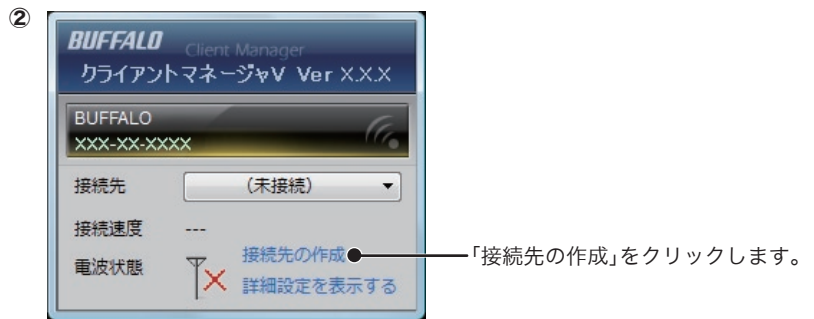 ②
BUFFALO Client Manager
クライアントマネージャV Ver X.X.X
BUFFALO
XXX-XX-XXXX
接続先 (未接続)
接続速度 ---
電波状態
接続先の作成
「接続先の作成」をクリックします。
詳細設定を表示する